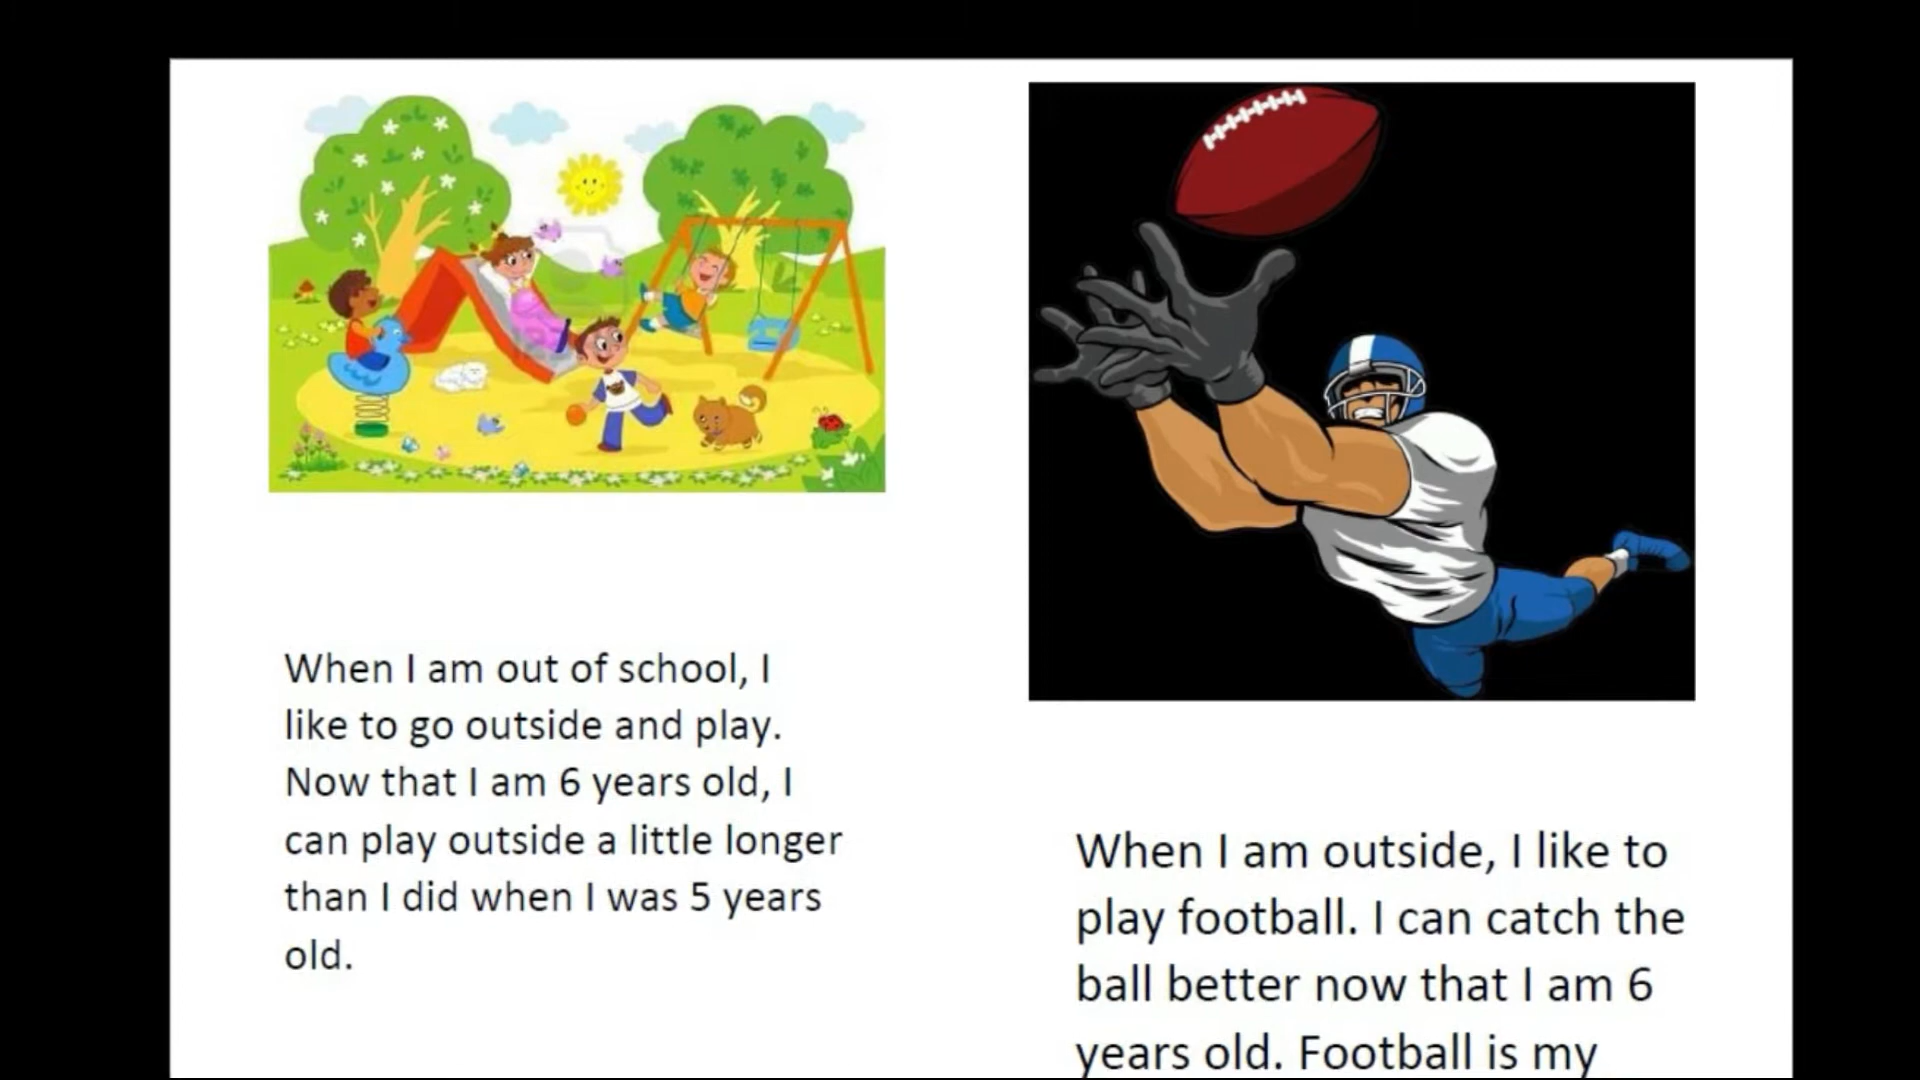 When I am out of school, I
like to go outside and play.
Now that I am 6 years old, I
can play outside a little longer
than I did when I was 5 years
old.
When I am outside, I like to
play football. I can catch the
ball better now that I am 6
years old. Football is my